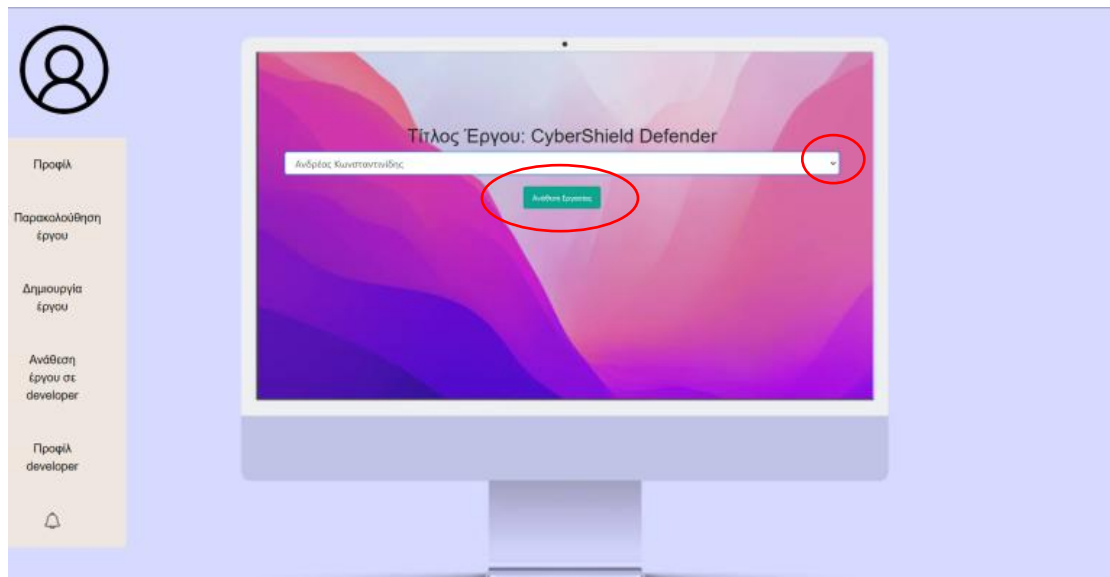 Προφίλ
Παρακολούθηση
έργου
Δημιουργία
έργου
Ανάθεση
έργου σε
developer
Προφίλ
developer
Τίτλος Έργου: CyberShield Defender
Ανδρέας Κωνσταντινίδης
Ανάθεση Εργασίας